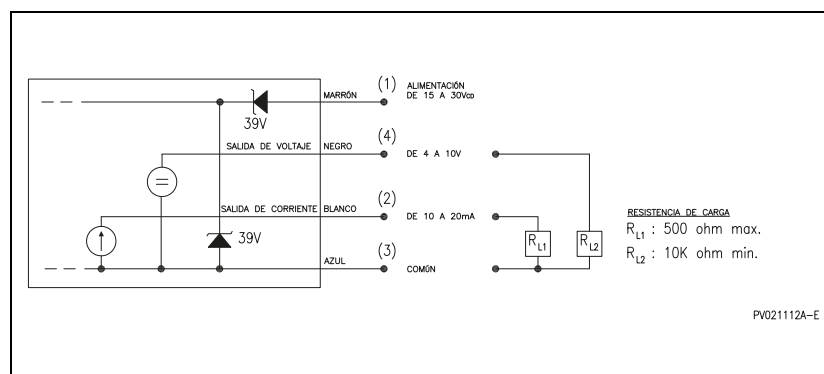 (1) ALIMENTACIÓN
MARRÓN DE 15 A 30VCD
39V
(4)
SALIDA DE VOLTAJE NEGRO DE 4 A 10V
(2)
SALIDA DE CORRIENTE BLANCO DE 10 A 20mA
39V
AZUL (3)
COMÚN
RL1
RL2
RESISTENCIA DE CARGA
RL1 : 500 ohm max.
RL2 : 10K ohm min.
PV021112A-E